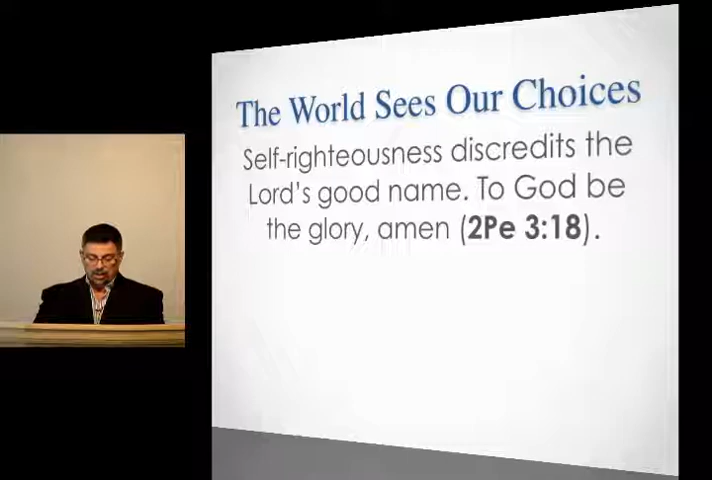 The World Sees Our Choices
Self-righteousness discredits the
Lord's good name. To God be
the glory, amen (2Pe 3:18).